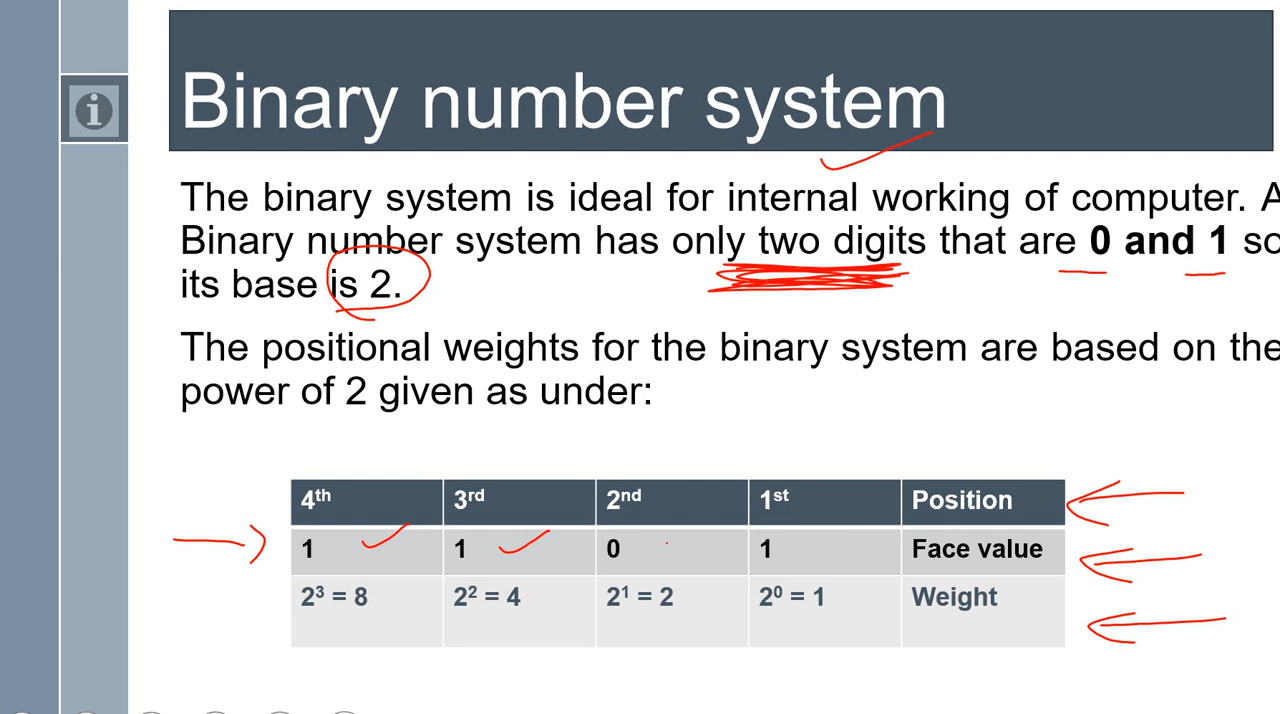 Binary number system
The binary system is ideal for internal working of computer. A
Binary number system has only two digits that are 0 and 1 so
its base is 2.
The positional weights for the binary system are based on the
power of 2 given as under:
4th 3rd 2nd 1st Position
1 1 0 1 Face value
2³ = 8 2² = 4 2¹ = 2 2⁰ = 1 Weight